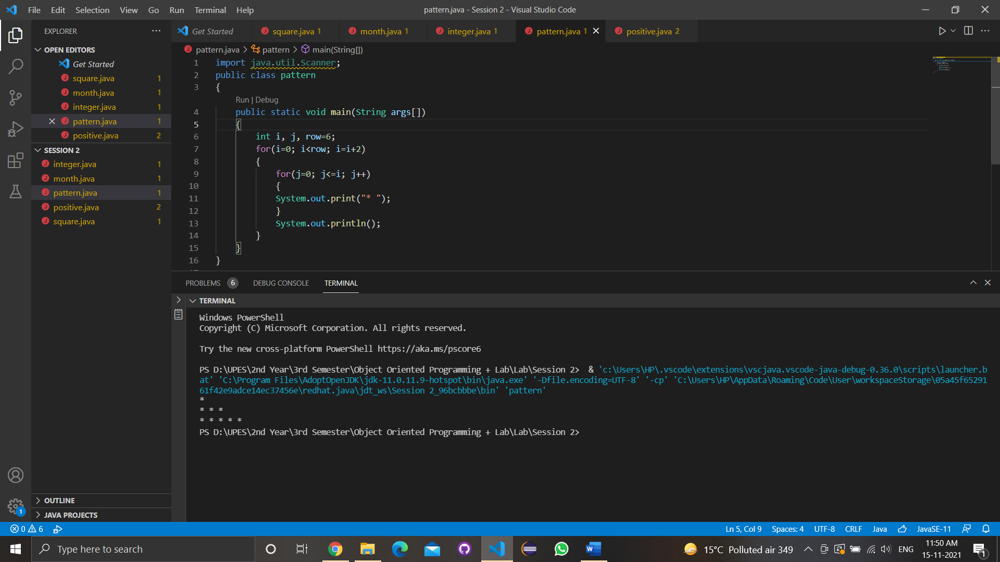 File Edit Selection View Go Run Terminal Help
pattern.java - Session 2 - Visual Studio Code
EXPLORER
OPEN EDITORS
Get Started
square.java 1
month.java 1
integer.java 1
pattern.java 1
positive.java 2
SESSION 2
integer.java 1
month.java 1
pattern.java 1
positive.java 2
square.java 1
OUTLINE
JAVA PROJECTS
Get Started square.java 1 month.java 1 integer.java 1 pattern.java 1 positive.java 2
pattern.java > pattern > main(String[])
1 import java.util.Scanner;
2 public class pattern
3 {
Run | Debug
4 public static void main(String args[])
5 {
6 int i, j, row=6;
7 for(i=0; i<row; i=i+2)
8 {
9 for(j=0; j<=i; j++)
10 {
11 System.out.print("* ");
12 }
13 System.out.println();
14 }
15 }
16 }
PROBLEMS 6 DEBUG CONSOLE TERMINAL
TERMINAL
Windows PowerShell
Copyright (C) Microsoft Corporation. All rights reserved.
Try the new cross-platform PowerShell https://aka.ms/pscore6
PS D:\UPES\2nd Year\3rd Semester\Object Oriented Programming + Lab\Lab\Session 2> & 'c:\Users\HP\.vscode\extensions\vscjava.vscode-java-debug-0.36.0\scripts\launcher.b
at' 'C:\Program Files\AdoptOpenJDK\jdk-11.0.11.9-hotspot\bin\java.exe' '-Dfile.encoding=UTF-8' '-cp' 'C:\Users\HP\AppData\Roaming\Code\User\workspaceStorage\05a45f65291
61f42e9adce14ec37456e\redhat.java\jdt_ws\Session 2_96bcbbbe\bin' 'pattern'
*
* * *
* * * * *
PS D:\UPES\2nd Year\3rd Semester\Object Oriented Programming + Lab\Lab\Session 2>
1
0 6
Ln 5, Col 9 Spaces: 4 UTF-8 CRLF Java JavaSE-11
Type here to search
15°C Polluted air 349
ENG
11:50 AM
15-11-2021
1